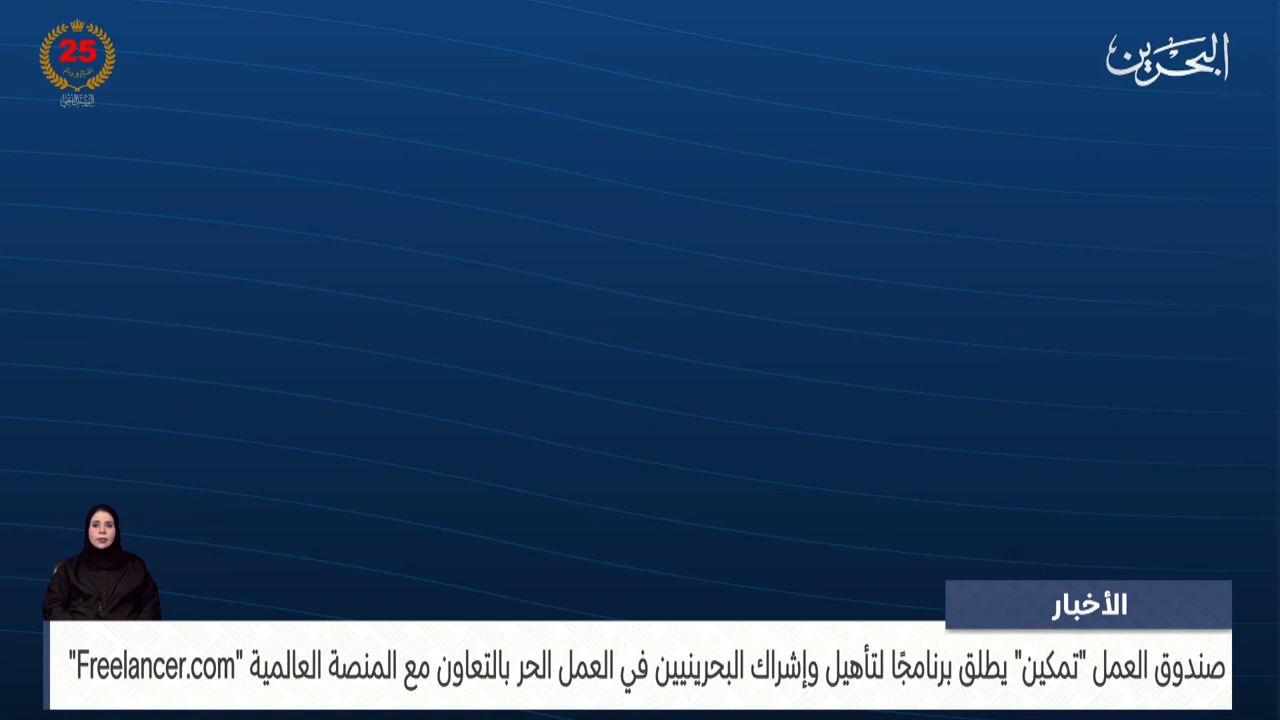 البحرين
25
الأخبار
صندوق العمل "تمكين" يطلق برنامجًا لتأهيل وإشراك البحرينيين في العمل الحر بالتعاون مع المنصة العالمية "Freelancer.com"